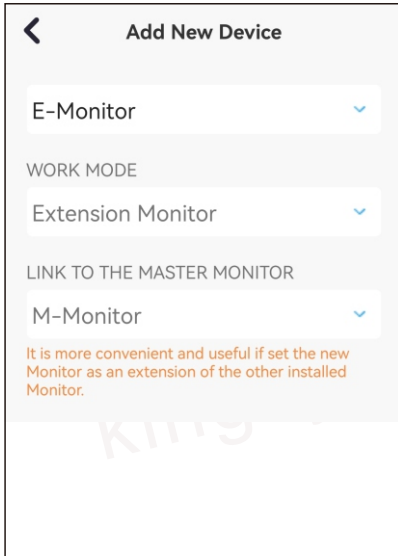 Add New Device
E-Monitor
WORK MODE
Extension Monitor
LINK TO THE MASTER MONITOR
M-Monitor
It is more convenient and useful if set the new
Monitor as an extension of the other installed
Monitor.